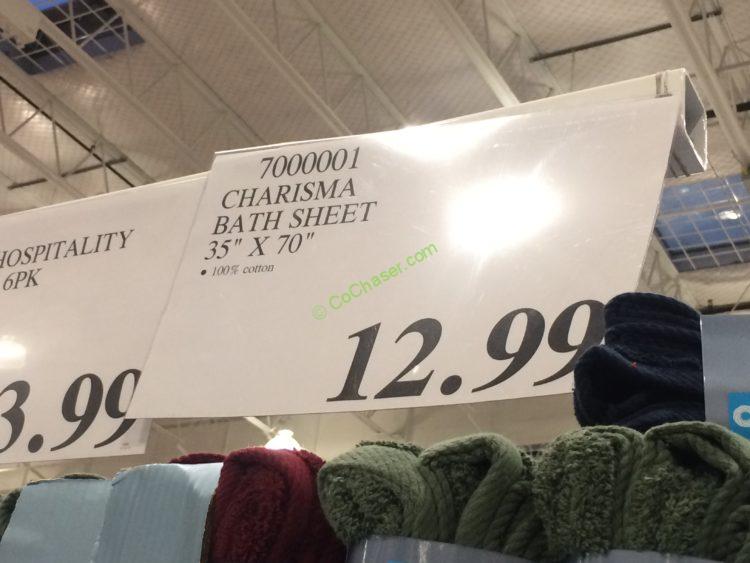 7000001
CHARISMA
BATH SHEET
35" X 70"
• 100% cotton
12.99
HOSPITALITY
6PK
3.99
© CoChaser.com